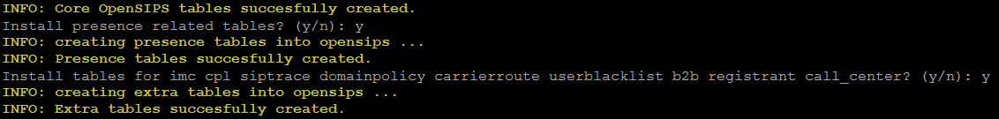 INFO: Core OpenSIPS tables succesfully created.
Install presence related tables? (y/n): y
INFO: creating presence tables into opensips ...
INFO: Presence tables succesfully created.
Install tables for imc cpl siptrace domainpolicy carrierroute userblacklist b2b registrant call_center? (y/n): y
INFO: creating extra tables into opensips ...
INFO: Extra tables succesfully created.